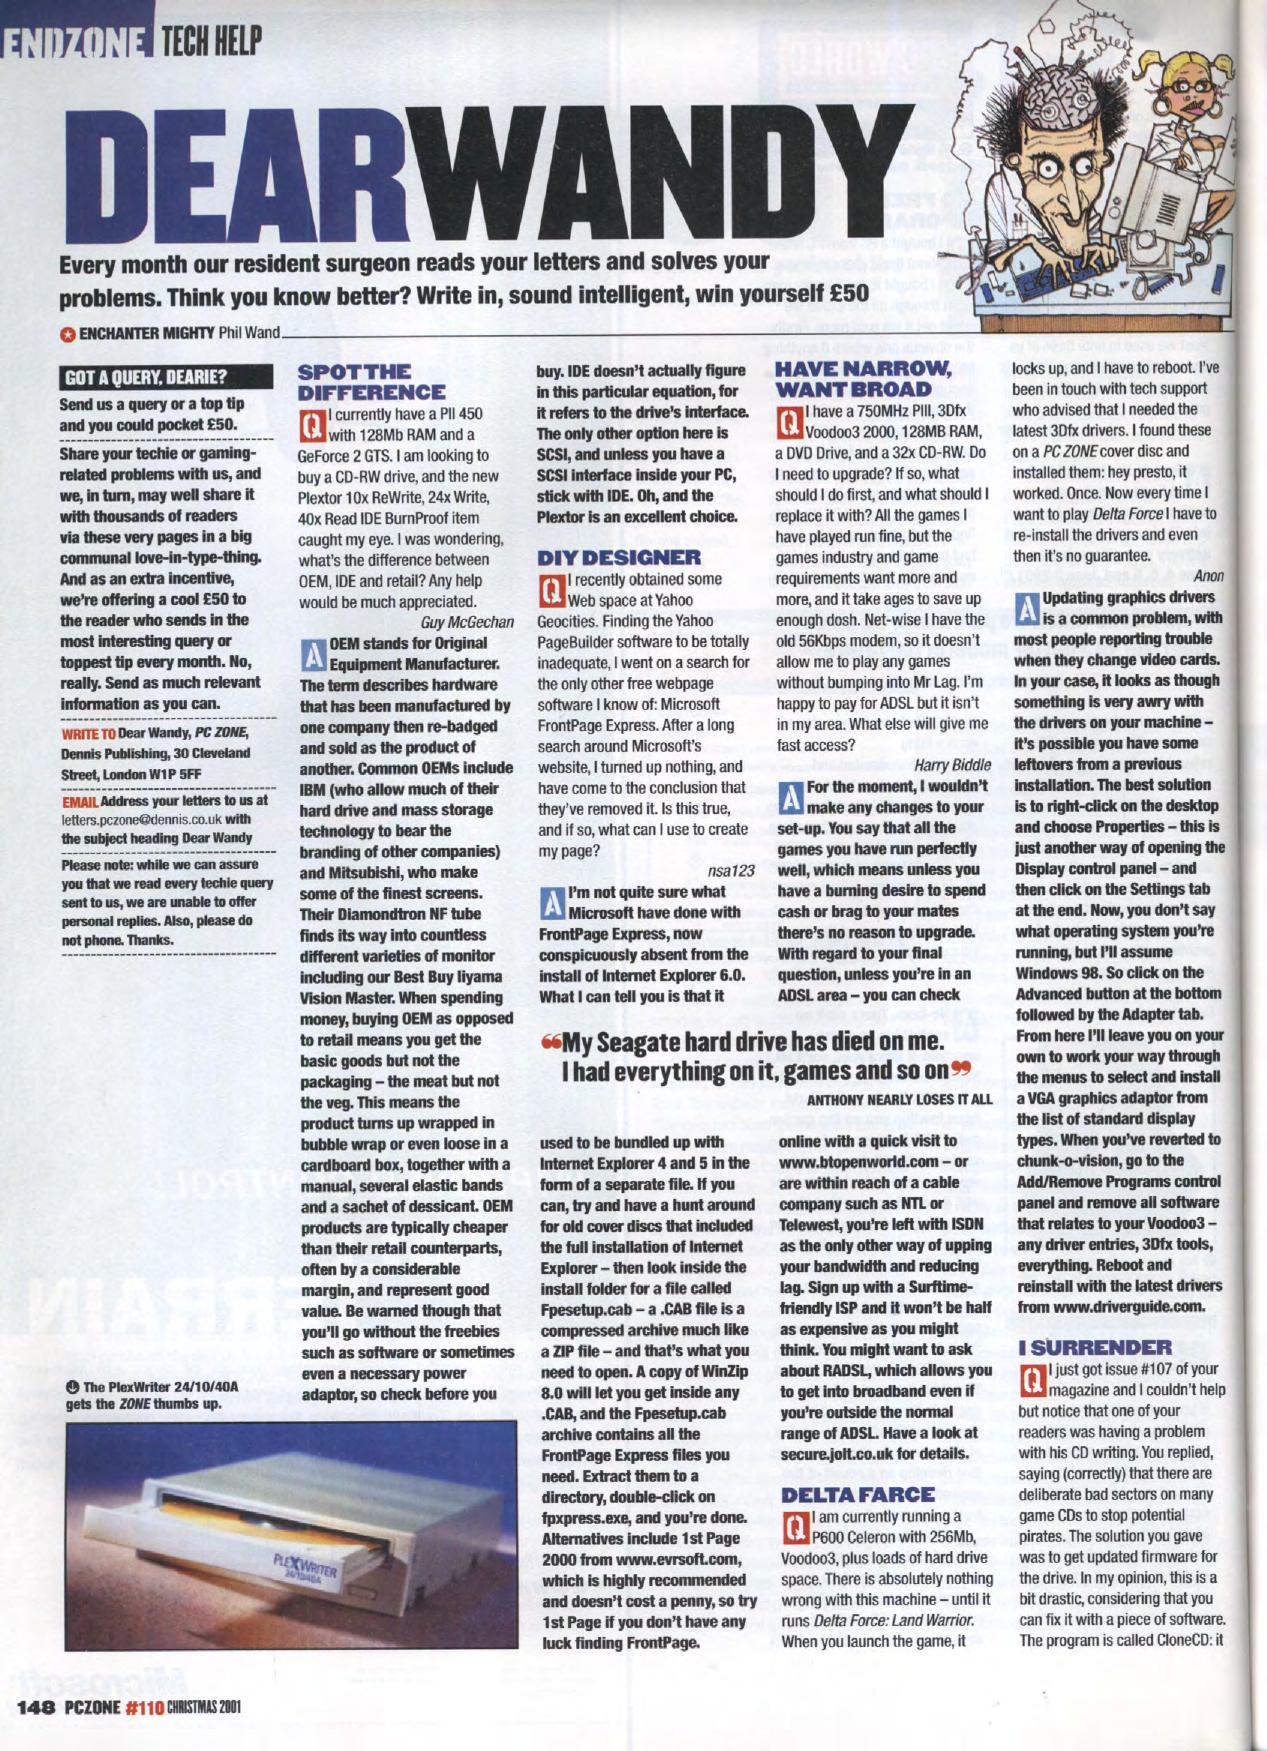 ENDZONE TECH HELP
DEARWANDY
Every month our resident surgeon reads your letters and solves your
problems. Think you know better? Write in, sound intelligent, win yourself £50
ENCHANTER MIGHTY Phil Wand
GOT A QUERY, DEARIE?
Send us a query or a top tip
and you could pocket £50.
Share your techie or gaming-
related problems with us, and
we, in turn, may well share it
with thousands of readers
via these very pages in a big
communal love-in-type-thing.
And as an extra incentive,
we're offering a cool £50 to
the reader who sends in the
most interesting query or
toppest tip every month. No,
really. Send as much relevant
information as you can.
WRITE TO Dear Wandy, PC ZONE,
Dennis Publishing, 30 Cleveland
Street, London W1P 5FF
EMAIL Address your letters to us at
letters.pczone@dennis.co.uk with
the subject heading Dear Wandy
Please note: while we can assure
you that we read every techie query
sent to us, we are unable to offer
personal replies. Also, please do
not phone. Thanks.
The PlexWriter 24/10/40A
gets the ZONE thumbs up.
PLEXWRITER
24/10/40A
SPOT THE
DIFFERENCE
Q I currently have a PII 450
with 128Mb RAM and a
GeForce 2 GTS. I am looking to
buy a CD-RW drive, and the new
Plextor 10x ReWrite, 24x Write,
40x Read IDE BurnProof item
caught my eye. I was wondering,
what's the difference between
OEM, IDE and retail? Any help
would be much appreciated.
Guy McGechan
A OEM stands for Original
Equipment Manufacturer.
The term describes hardware
that has been manufactured by
one company then re-badged
and sold as the product of
another. Common OEMs include
IBM (who allow much of their
hard drive and mass storage
technology to bear the
branding of other companies)
and Mitsubishi, who make
some of the finest screens.
Their Diamondtron NF tube
finds its way into countless
different varieties of monitor
including our Best Buy Iiyama
Vision Master. When spending
money, buying OEM as opposed
to retail means you get the
basic goods but not the
packaging – the meat but not
the veg. This means the
product turns up wrapped in
bubble wrap or even loose in a
cardboard box, together with a
manual, several elastic bands
and a sachet of dessicant. OEM
products are typically cheaper
than their retail counterparts,
often by a considerable
margin, and represent good
value. Be warned though that
you'll go without the freebies
such as software or sometimes
even a necessary power
adaptor, so check before you
buy. IDE doesn't actually figure
in this particular equation, for
it refers to the drive's interface.
The only other option here is
SCSI, and unless you have a
SCSI interface inside your PC,
stick with IDE. Oh, and the
Plextor is an excellent choice.
DIY DESIGNER
Q I recently obtained some
Web space at Yahoo
Geocities. Finding the Yahoo
PageBuilder software to be totally
inadequate, I went on a search for
the only other free webpage
software I know of: Microsoft
FrontPage Express. After a long
search around Microsoft's
website, I turned up nothing, and
have come to the conclusion that
they've removed it. Is this true,
and if so, what can I use to create
my page?
nsa123
A I'm not quite sure what
Microsoft have done with
FrontPage Express, now
conspicuously absent from the
install of Internet Explorer 6.0.
What I can tell you is that it
used to be bundled up with
Internet Explorer 4 and 5 in the
form of a separate file. If you
can, try and have a hunt around
for old cover discs that included
the full installation of Internet
Explorer – then look inside the
install folder for a file called
Fpesetup.cab – a .CAB file is a
compressed archive much like
a ZIP file – and that's what you
need to open. A copy of WinZip
8.0 will let you get inside any
.CAB, and the Fpesetup.cab
archive contains all the
FrontPage Express files you
need. Extract them to a
directory, double-click on
fpxpress.exe, and you're done.
Alternatives include 1st Page
2000 from www.evrsoft.com,
which is highly recommended
and doesn't cost a penny, so try
1st Page if you don't have any
luck finding FrontPage.
“My Seagate hard drive has died on me.
I had everything on it, games and so on”
ANTHONY NEARLY LOSES IT ALL
HAVE NARROW,
WANT BROAD
Q I have a 750MHz PIII, 3Dfx
Voodoo3 2000, 128MB RAM,
a DVD Drive, and a 32x CD-RW. Do
I need to upgrade? If so, what
should I do first, and what should I
replace it with? All the games I
have played run fine, but the
games industry and game
requirements want more and
more, and it take ages to save up
enough dosh. Net-wise I have the
old 56Kbps modem, so it doesn't
allow me to play any games
without bumping into Mr Lag. I'm
happy to pay for ADSL but it isn't
in my area. What else will give me
fast access?
Harry Biddle
A For the moment, I wouldn't
make any changes to your
set-up. You say that all the
games you have run perfectly
well, which means unless you
have a burning desire to spend
cash or brag to your mates
there's no reason to upgrade.
With regard to your final
question, unless you're in an
ADSL area – you can check
online with a quick visit to
www.btopenworld.com – or
are within reach of a cable
company such as NTL or
Telewest, you're left with ISDN
as the only other way of upping
your bandwidth and reducing
lag. Sign up with a Surftime-
friendly ISP and it won't be half
as expensive as you might
think. You might want to ask
about RADSL, which allows you
to get into broadband even if
you're outside the normal
range of ADSL. Have a look at
secure.jolt.co.uk for details.
DELTA FARCE
Q I am currently running a
P600 Celeron with 256Mb,
Voodoo3, plus loads of hard drive
space. There is absolutely nothing
wrong with this machine – until it
runs Delta Force: Land Warrior.
When you launch the game, it
locks up, and I have to reboot. I've
been in touch with tech support
who advised that I needed the
latest 3Dfx drivers. I found these
on a PC ZONE cover disc and
installed them: hey presto, it
worked. Once. Now every time I
want to play Delta Force I have to
re-install the drivers and even
then it's no guarantee.
Anon
A Updating graphics drivers
is a common problem, with
most people reporting trouble
when they change video cards.
In your case, it looks as though
something is very awry with
the drivers on your machine –
it's possible you have some
leftovers from a previous
installation. The best solution
is to right-click on the desktop
and choose Properties – this is
just another way of opening the
Display control panel – and
then click on the Settings tab
at the end. Now, you don't say
what operating system you're
running, but I'll assume
Windows 98. So click on the
Advanced button at the bottom
followed by the Adapter tab.
From here I'll leave you on your
own to work your way through
the menus to select and install
a VGA graphics adaptor from
the list of standard display
types. When you've reverted to
chunk-o-vision, go to the
Add/Remove Programs control
panel and remove all software
that relates to your Voodoo3 –
any driver entries, 3Dfx tools,
everything. Reboot and
reinstall with the latest drivers
from www.driverguide.com.
I SURRENDER
Q I just got issue #107 of your
magazine and I couldn't help
but notice that one of your
readers was having a problem
with his CD writing. You replied,
saying (correctly) that there are
deliberate bad sectors on many
game CDs to stop potential
pirates. The solution you gave
was to get updated firmware for
the drive. In my opinion, this is a
bit drastic, considering that you
can fix it with a piece of software.
The program is called CloneCD: it
148 PCZONE #110 CHRISTMAS 2001